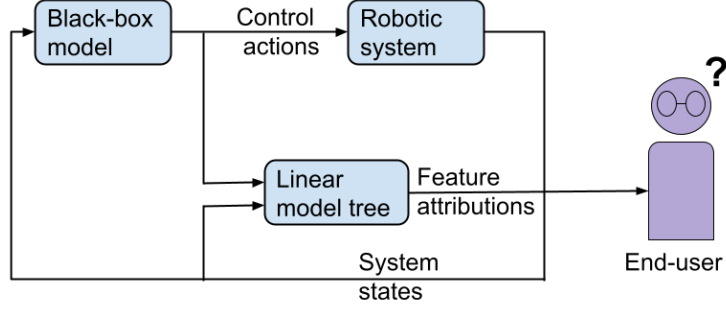 Black-box
model
Control
actions
Robotic
system
?
Linear
model tree
Feature
attributions
End-user
System
states